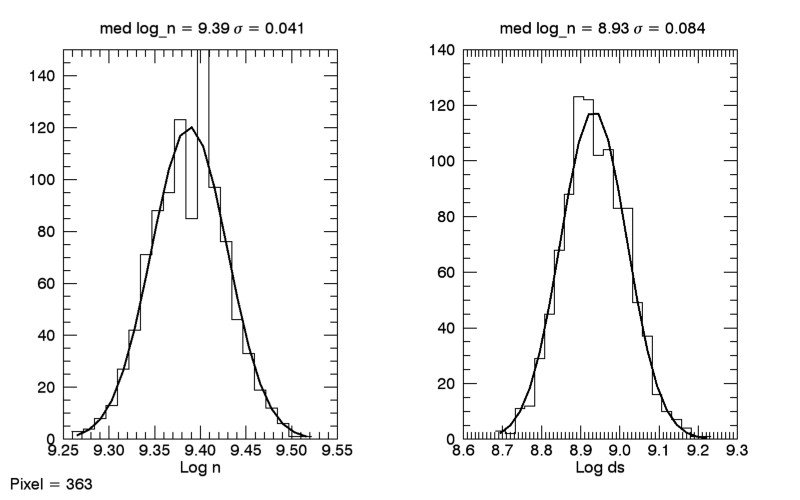 med log_n = 9.39 σ = 0.041
140
120
100
80
60
40
20
0
9.25 9.30 9.35 9.40 9.45 9.50 9.55
Log n
med log_n = 8.93 σ = 0.084
140
120
100
80
60
40
20
0
8.6 8.7 8.8 8.9 9.0 9.1 9.2 9.3
Log ds
Pixel = 363